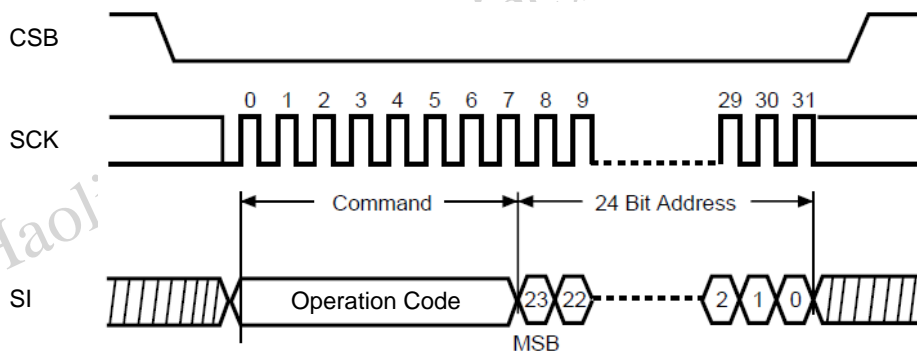 CSB
0 1 2 3 4 5 6 7 8 9 29 30 31
SCK
Command 24 Bit Address
SI Operation Code 23 22 2 1 0
MSB